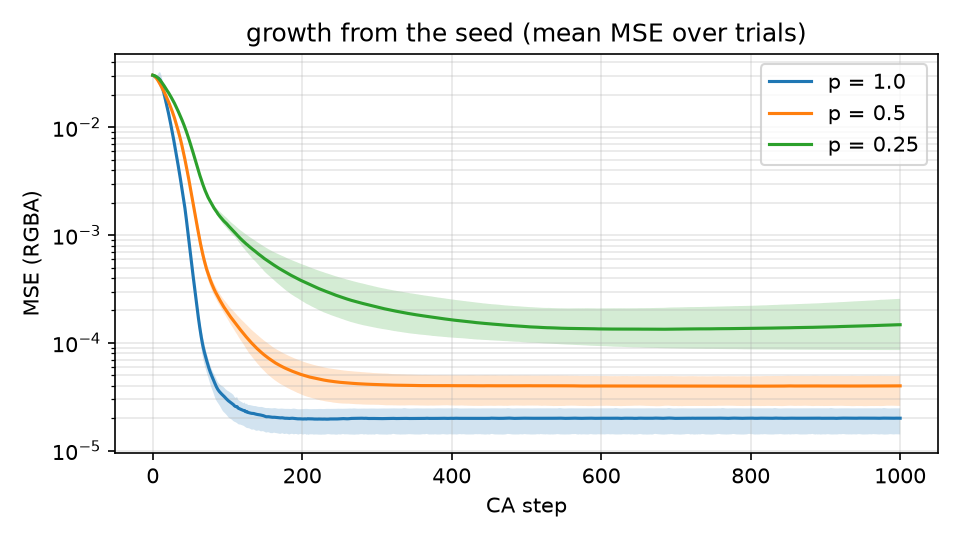 growth from the seed (mean MSE over trials)
p = 1.0
p = 0.5
p = 0.25
MSE (RGBA)
10⁻²
10⁻³
10⁻⁴
10⁻⁵
0 200 400 600 800 1000
CA step